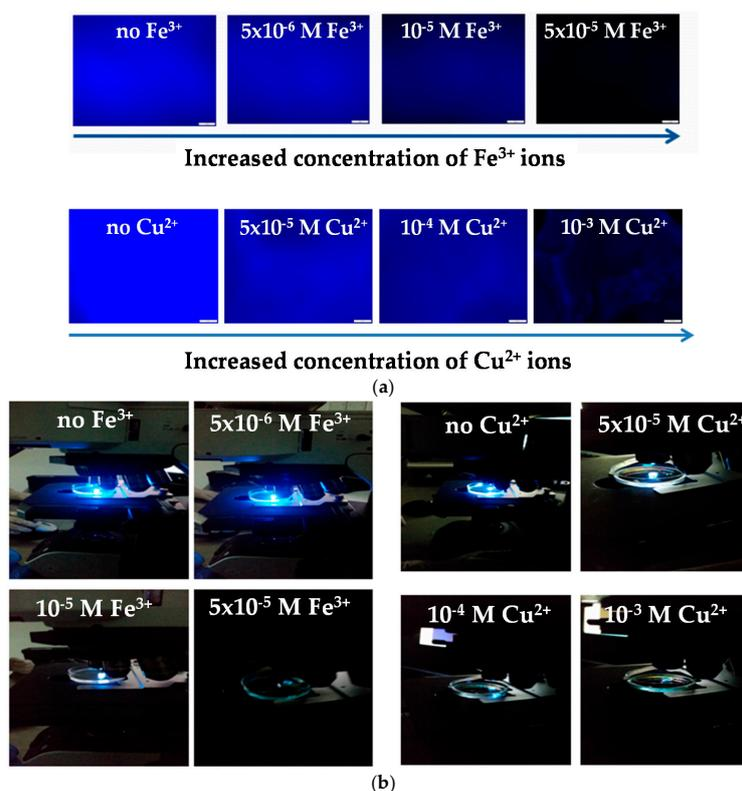 no Fe³⁺ 5x10⁻⁶ M Fe³⁺ 10⁻⁵ M Fe³⁺ 5x10⁻⁵ M Fe³⁺
Increased concentration of Fe³⁺ ions
no Cu²⁺ 5x10⁻⁵ M Cu²⁺ 10⁻⁴ M Cu²⁺ 10⁻³ M Cu²⁺
Increased concentration of Cu²⁺ ions
(a)
no Fe³⁺ 5x10⁻⁶ M Fe³⁺ no Cu²⁺ 5x10⁻⁵ M Cu²⁺
10⁻⁵ M Fe³⁺ 5x10⁻⁵ M Fe³⁺ 10⁻⁴ M Cu²⁺ 10⁻³ M Cu²⁺
(b)